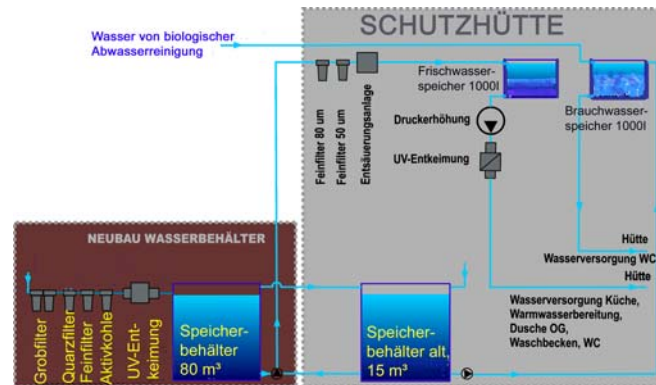 SCHUTZHÜTTE
Wasser von biologischer
Abwasserreinigung
Feinfilter 80 um
Feinfilter 50 um
Entsäuerungsanlage
Frischwasser-
speicher 1000l
Brauchwasser-
speicher 1000l
Druckerhöhung
UV-Entkeimung
Hütte
Wasserversorgung WC
Hütte
Wasserversorgung Küche,
Warmwasserbereitung,
Dusche OG,
Waschbecken, WC
NEUBAU WASSERBEHÄLTER
Grobfilter
Quarzfilter
Feinfilter
Aktivkohle
UV-Ent-
keimung
Speicher-
behälter
80 m³
Speicher-
behälter alt,
15 m³